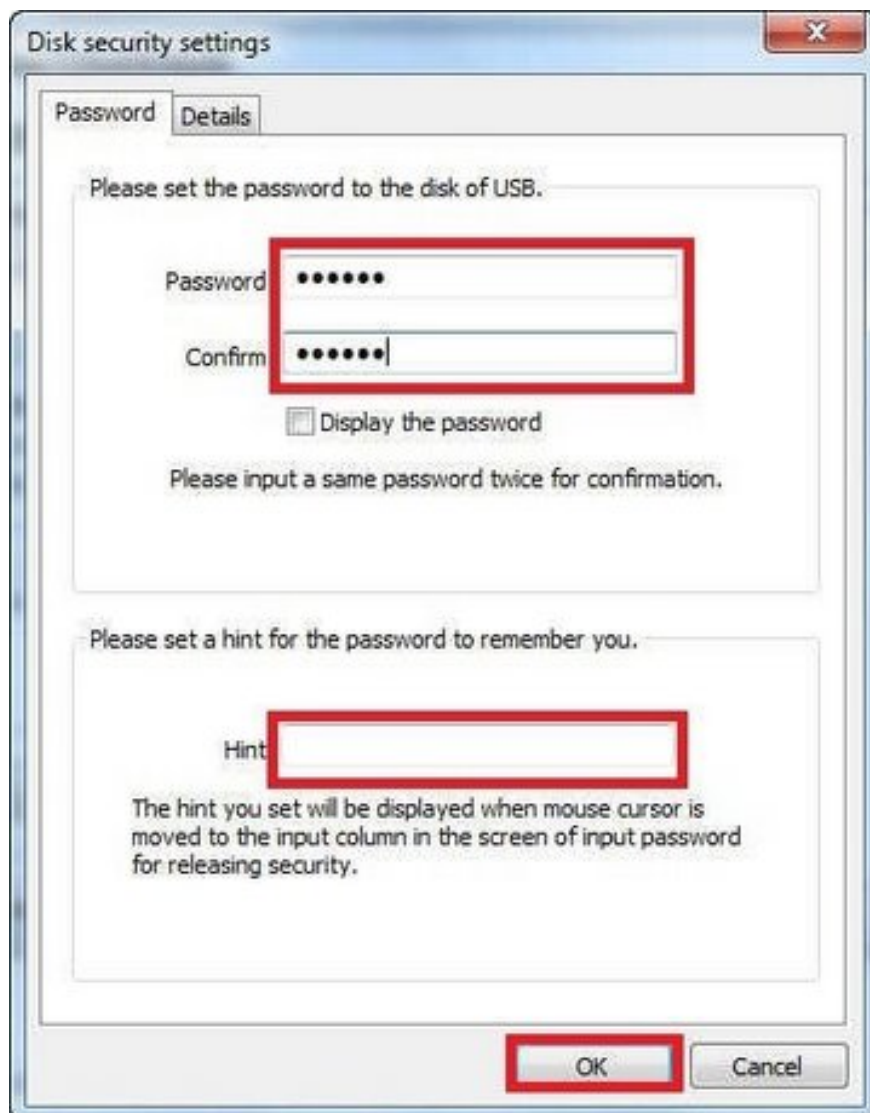 Disk security settings
Password Details
Please set the password to the disk of USB.
Password ••••••
Confirm ••••••
Display the password
Please input a same password twice for confirmation.
Please set a hint for the password to remember you.
Hint
The hint you set will be displayed when mouse cursor is
moved to the input column in the screen of input password
for releasing security.
OK Cancel